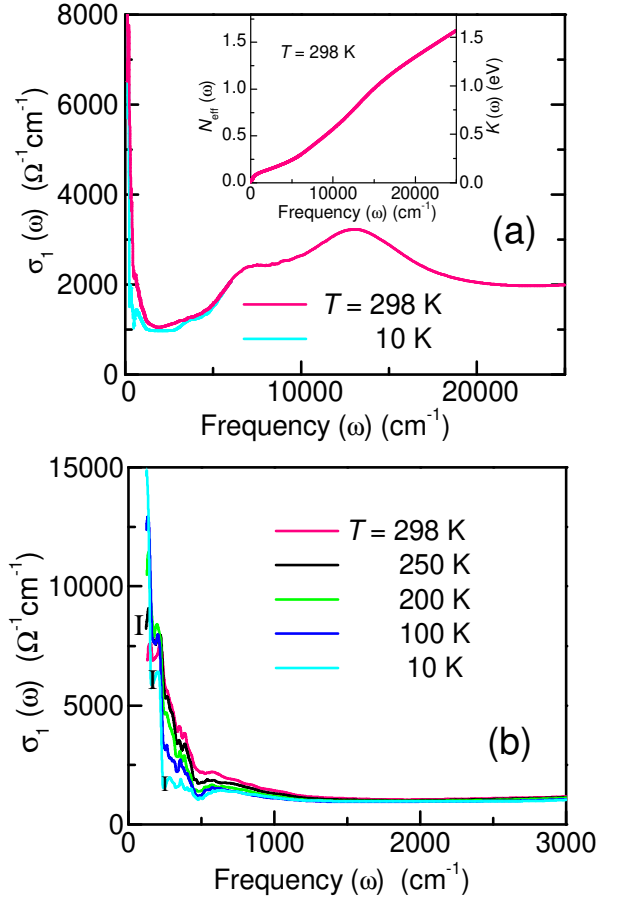 8000
6000
4000
2000
0
σ₁ (ω) (Ω⁻¹cm⁻¹)
1.5
1.0
0.5
0.0
N_eff (ω)
T = 298 K
1.5
1.0
0.5
0.0
K (ω) (eV)
0 10000 20000
Frequency (ω) (cm⁻¹)
(a)
T = 298 K
10 K
0 10000 20000
Frequency (ω) (cm⁻¹)
15000
10000
5000
0
σ₁ (ω) (Ω⁻¹cm⁻¹)
T = 298 K
250 K
200 K
100 K
10 K
I
I
I
(b)
0 1000 2000 3000
Frequency (ω) (cm⁻¹)